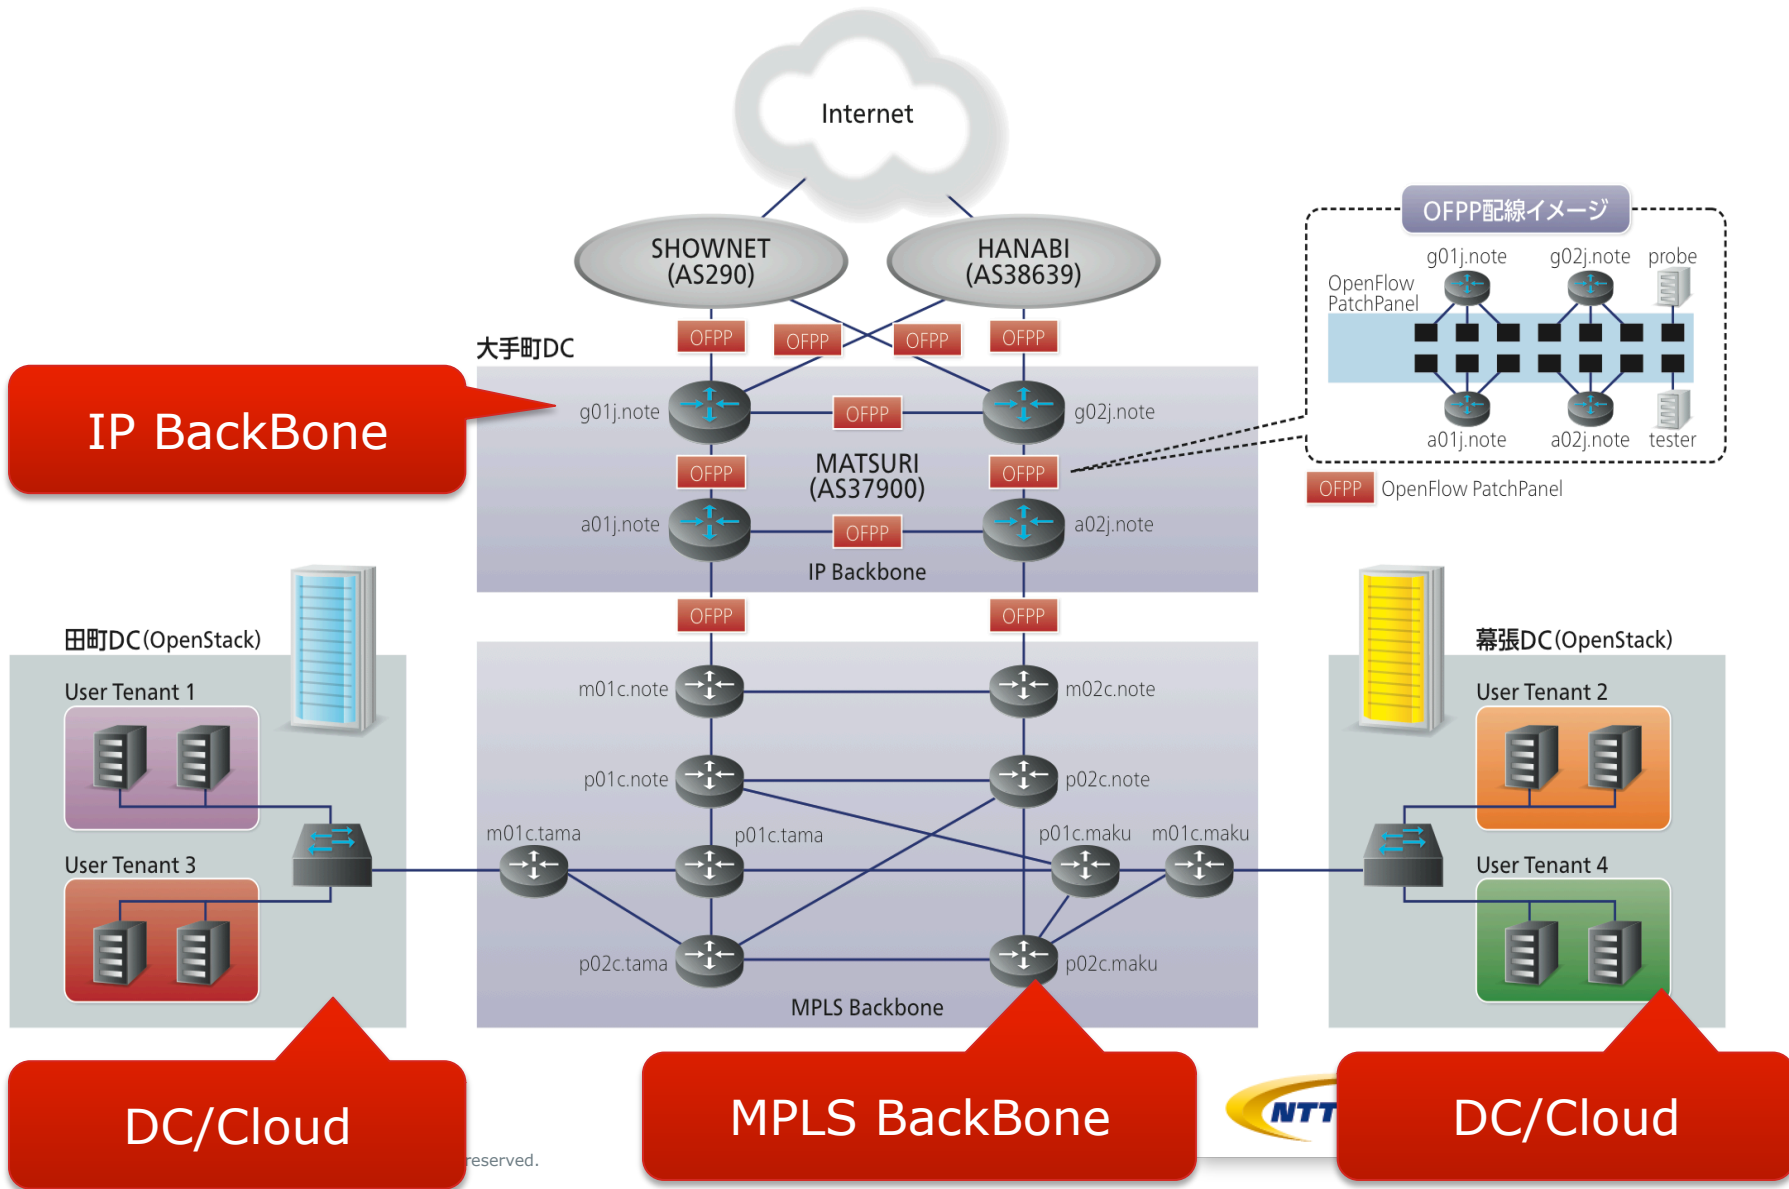 Internet
SHOWNET
(AS290)
HANABI
(AS38639)
OFPP
OFPP
OFPP
OFPP
大手町DC
IP BackBone
g01j.note
OFPP
g02j.note
OFPP
MATSURI
(AS37900)
OFPP
a01j.note
OFPP
a02j.note
IP Backbone
OFPP
OFPP
OFPP配線イメージ
g01j.note
g02j.note
probe
OpenFlow
PatchPanel
a01j.note
a02j.note
tester
OFPP
OpenFlow PatchPanel
田町DC(OpenStack)
User Tenant 1
User Tenant 3
m01c.note
m02c.note
p01c.note
p02c.note
m01c.tama
p01c.tama
p01c.maku
m01c.maku
p02c.tama
p02c.maku
MPLS Backbone
幕張DC(OpenStack)
User Tenant 2
User Tenant 4
DC/Cloud
MPLS BackBone
NTT
DC/Cloud
reserved.